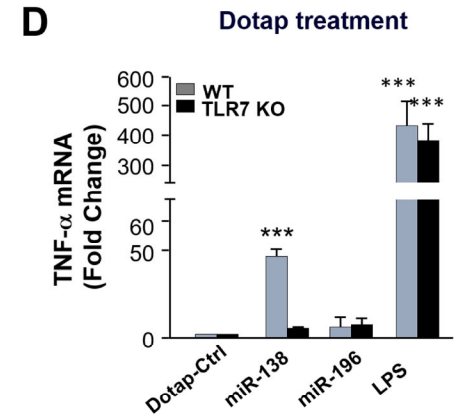 D
Dotap treatment
TNF-α mRNA
(Fold Change)
600
500
400
300
60
50
0
WT
TLR7 KO
***
***
***
Dotap-Ctrl
miR-138
miR-196
LPS